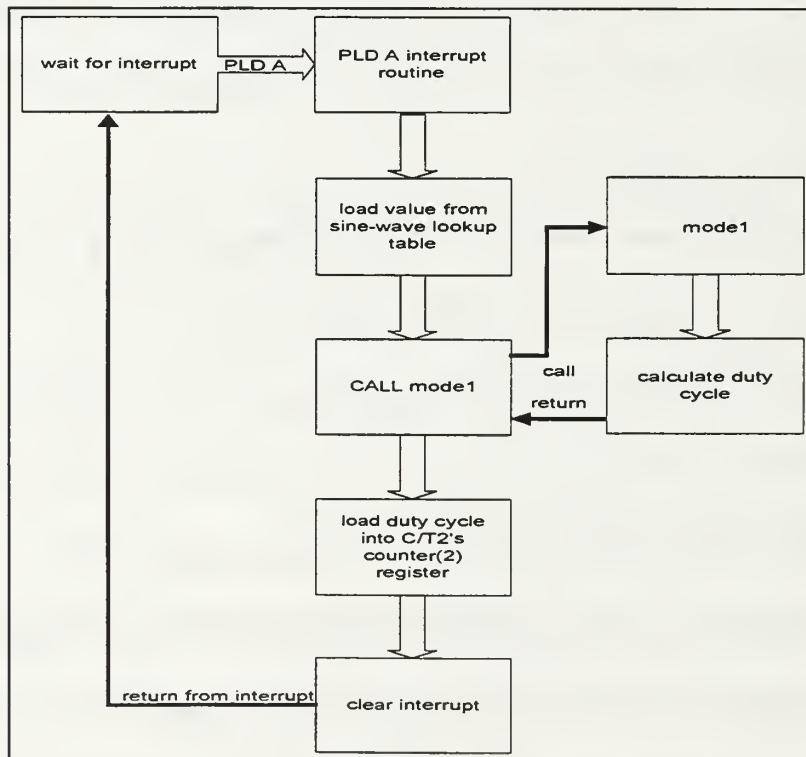 wait for interrupt
PLD A
PLD A interrupt
routine
load value from
sine-wave lookup
table
mode1
CALL mode1
call
return
calculate duty
cycle
load duty cycle
into C/T2's
counter(2)
register
return from interrupt
clear interrupt